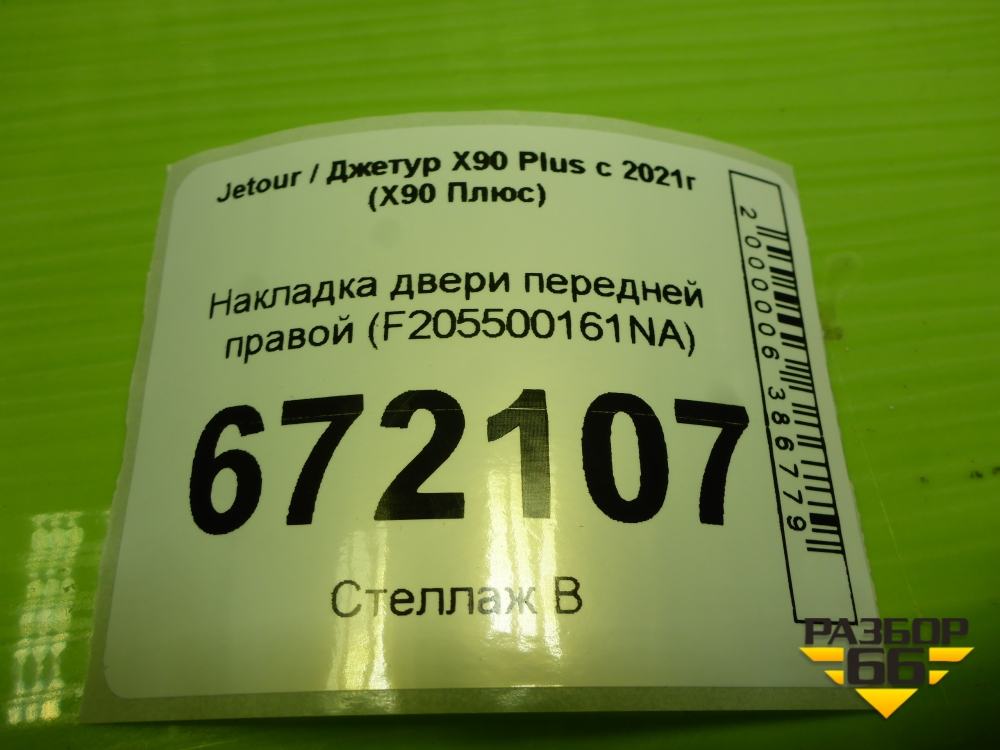 Jetour / Джетур X90 Plus с 2021г
(X90 Плюс)
Накладка двери передней
правой (F205500161NA)
672107
Стеллаж В
2000006386779
РАЗБОР
66